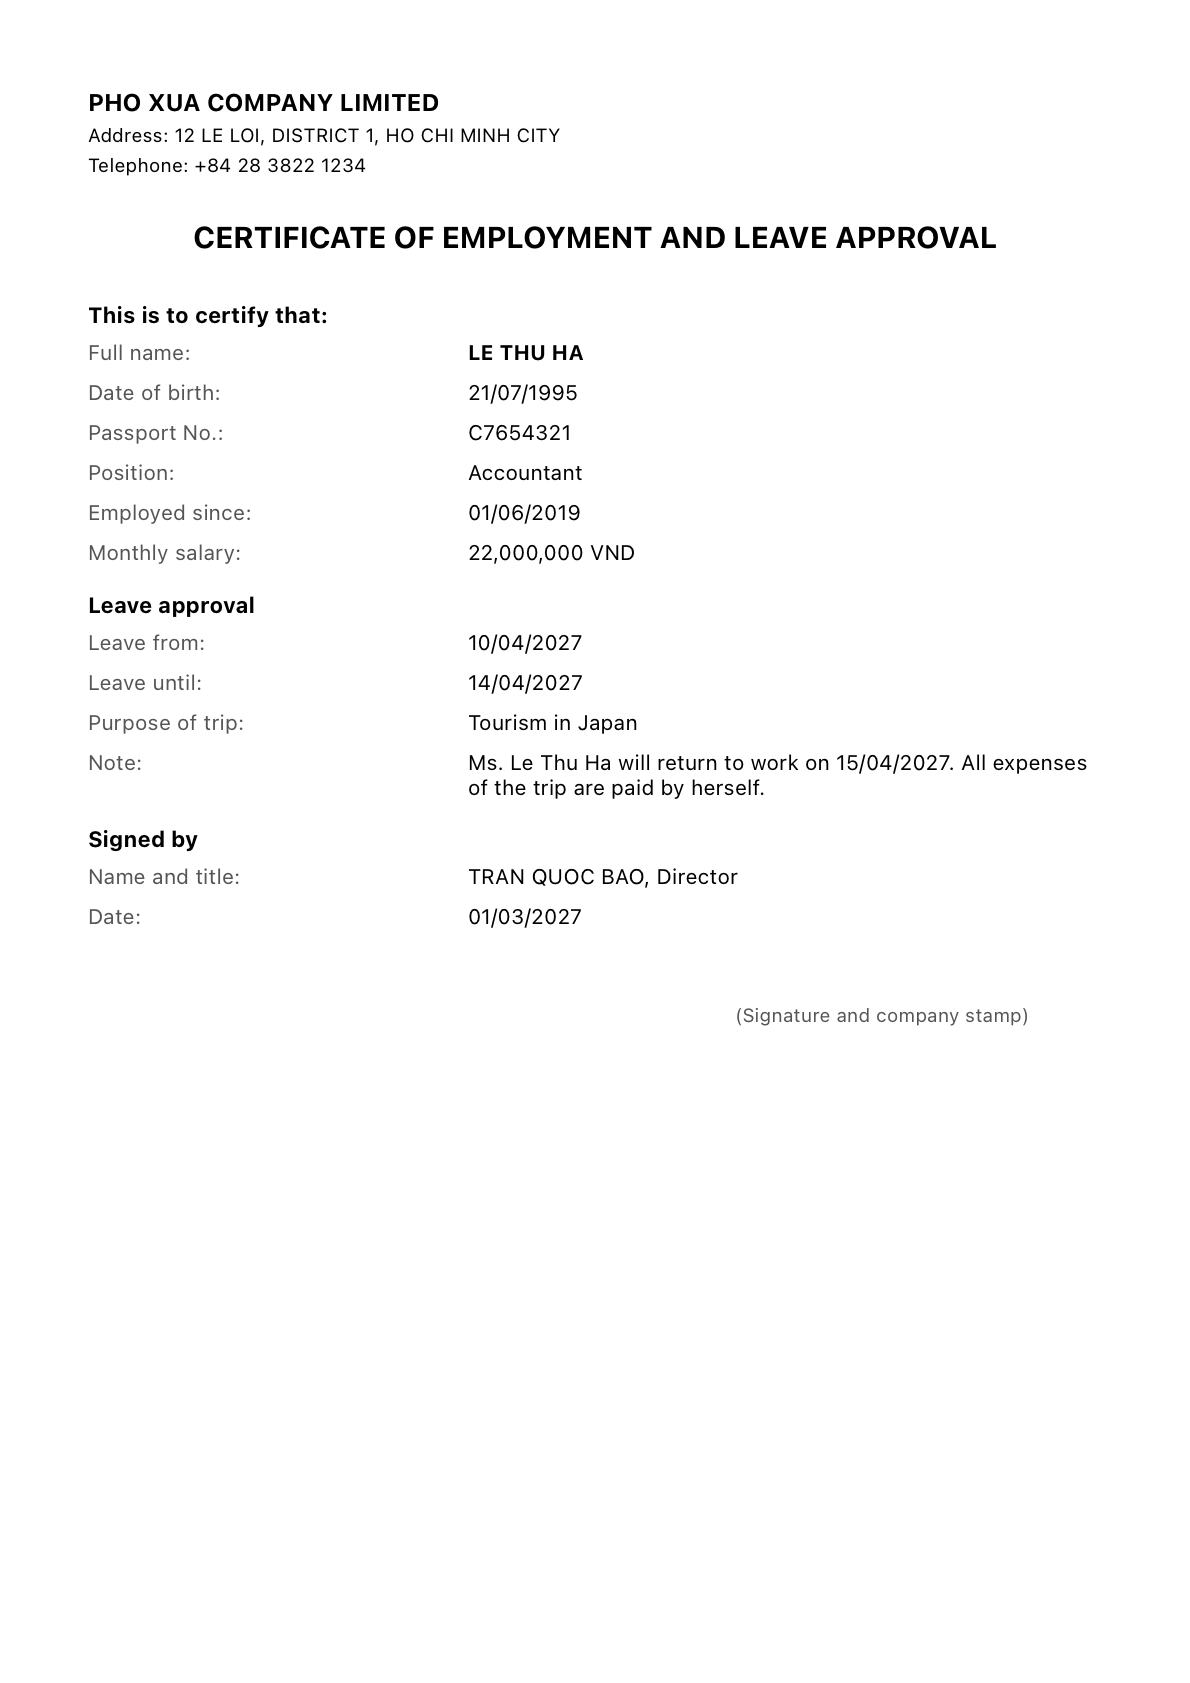 PHO XUA COMPANY LIMITED
Address: 12 LE LOI, DISTRICT 1, HO CHI MINH CITY
Telephone: +84 28 3822 1234
CERTIFICATE OF EMPLOYMENT AND LEAVE APPROVAL
This is to certify that:
Full name: LE THU HA
Date of birth: 21/07/1995
Passport No.: C7654321
Position: Accountant
Employed since: 01/06/2019
Monthly salary: 22,000,000 VND
Leave approval
Leave from: 10/04/2027
Leave until: 14/04/2027
Purpose of trip: Tourism in Japan
Note: Ms. Le Thu Ha will return to work on 15/04/2027. All expenses
of the trip are paid by herself.
Signed by
Name and title: TRAN QUOC BAO, Director
Date: 01/03/2027
(Signature and company stamp)